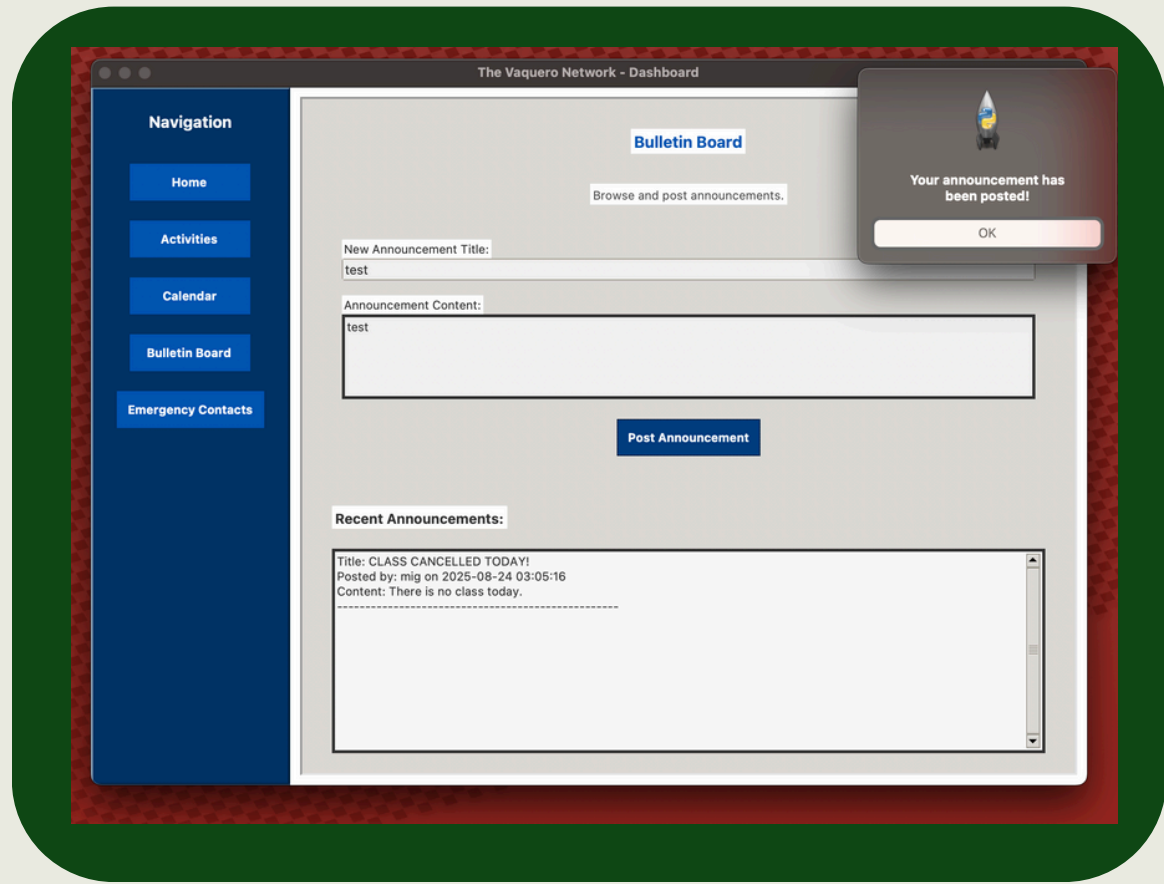 The Vaquero Network - Dashboard
Navigation
Home
Activities
Calendar
Bulletin Board
Emergency Contacts
Bulletin Board
Browse and post announcements.
New Announcement Title:
test
Announcement Content:
test
Post Announcement
Recent Announcements:
Title: CLASS CANCELLED TODAY!
Posted by: mig on 2025-08-24 03:05:16
Content: There is no class today.
--------------------------------------------------
Your announcement has
been posted!
OK